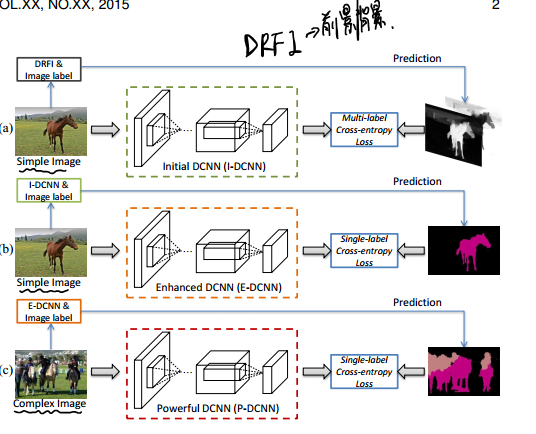 OL.XX, NO.XX, 2015
2
DRFI → 前景/背景.
DRFI &
Image label
Prediction
(a)
Simple Image
Initial DCNN (I-DCNN)
Multi-label
Cross-entropy
Loss
I-DCNN &
Image label
Prediction
(b)
Simple Image
Enhanced DCNN (E-DCNN)
Single-label
Cross-entropy
Loss
E-DCNN &
Image label
Prediction
(c)
Complex Image
Powerful DCNN (P-DCNN)
Single-label
Cross-entropy
Loss